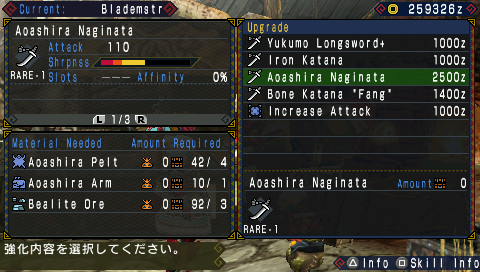 Current: Blademstr
259326z
Aoashira Naginata
Attack 110
Shrpnss
RARE-1
Slots --- Affinity 0%
L 1/3 R
Material Needed Amount Required
Aoashira Pelt 0 42/ 4
Aoashira Arm 0 10/ 1
Bealite Ore 0 92/ 3
Upgrade
Yukumo Longsword+ 1000z
Iron Katana 1000z
Aoashira Naginata 2500z
Bone Katana "Fang" 1400z
Increase Attack 1000z
Aoashira Naginata Amount 0
RARE-1
強化内容を選択してください。
Info Skill Info